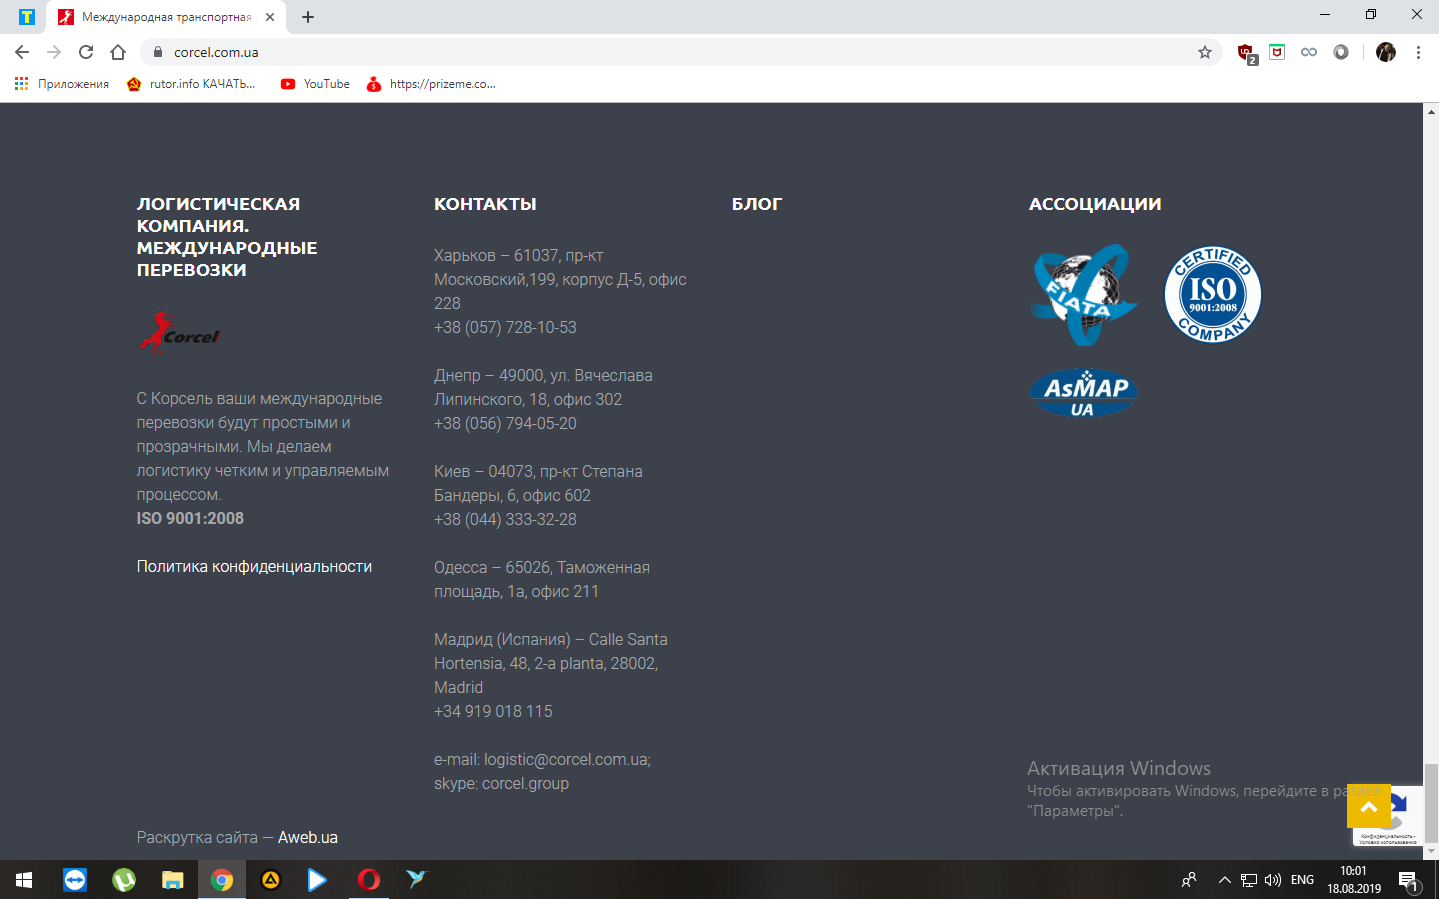 Международная транспортная
corcel.com.ua
2
Приложения
rutor.info КАЧАТЬ...
YouTube
https://prizeme.co...
ЛОГИСТИЧЕСКАЯ
КОМПАНИЯ.
МЕЖДУНАРОДНЫЕ
ПЕРЕВОЗКИ
Corcel
С Корсель ваши международные
перевозки будут простыми и
прозрачными. Мы делаем
логистику четким и управляемым
процессом.
ISO 9001:2008
Политика конфиденциальности
КОНТАКТЫ
Харьков – 61037, пр-кт
Московский,199, корпус Д-5, офис
228
+38 (057) 728-10-53
Днепр – 49000, ул. Вячеслава
Липинского, 18, офис 302
+38 (056) 794-05-20
Киев – 04073, пр-кт Степана
Бандеры, 6, офис 602
+38 (044) 333-32-28
Одесса – 65026, Таможенная
площадь, 1а, офис 211
Мадрид (Испания) – Calle Santa
Hortensia, 48, 2-a planta, 28002,
Madrid
+34 919 018 115
e-mail: logistic@corcel.com.ua;
skype: corcel.group
БЛОГ
АССОЦИАЦИИ
FIATA
CERTIFIED
ISO
9001:2008
COMPANY
AsMAP
UA
Активация Windows
Чтобы активировать Windows, перейдите в раздел
"Параметры".
Конфиденциальность -
Условия использования
Раскрутка сайта — Aweb.ua
ENG
10:01
18.08.2019
1